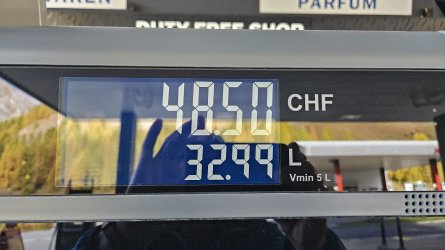 PARFUM
DUTY FREE SHOP
48.50 CHF
32.99 L
Vmin 5 L